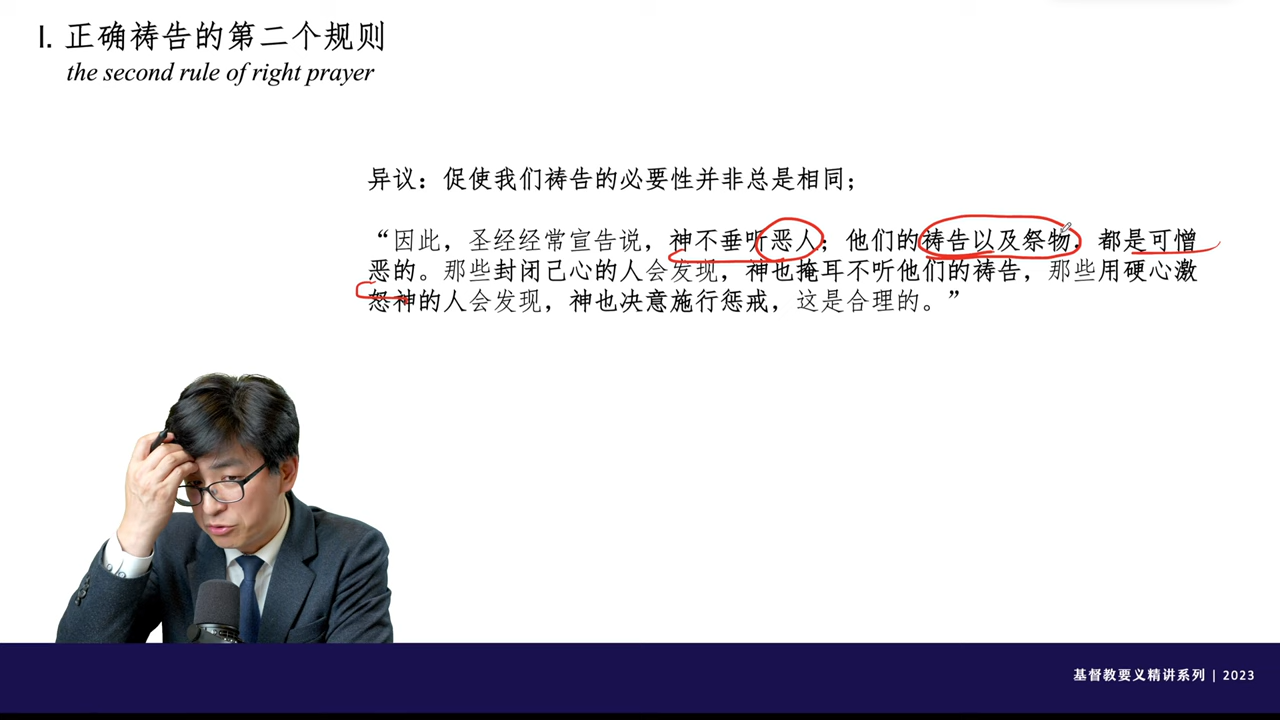 I. 正确祷告的第二个规则
the second rule of right prayer
异议：促使我们祷告的必要性并非总是相同；
“因此，圣经经常宣告说，神不垂听恶人；他们的祷告以及祭物，都是可憎
恶的。那些封闭己心的人会发现，神也掩耳不听他们的祷告，那些用硬心激
怒神的人会发现，神也决意施行惩戒，这是合理的。”
基督教要义精讲系列 | 2023